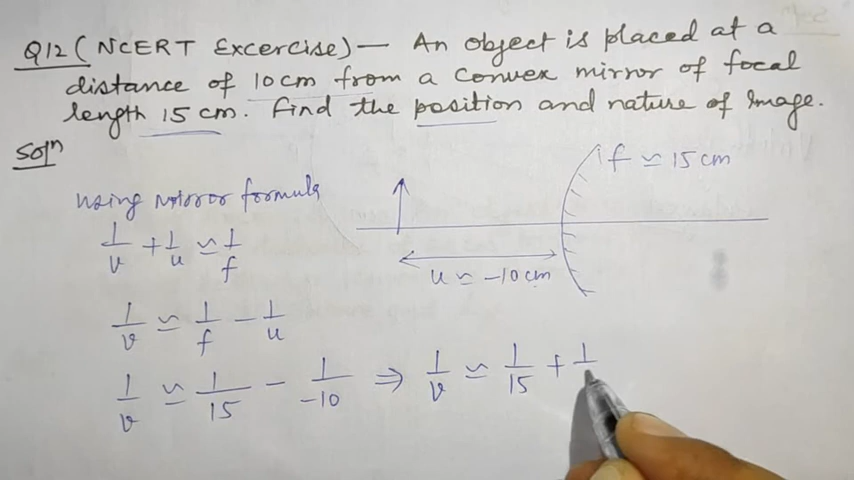 Q12 (NCERT Excercise) — An object is placed at a
distance of 10 cm from a convex mirror of focal
length 15 cm. Find the position and nature of Image.
Solⁿ
f ≃ 15 cm
using mirror formula
1/v + 1/u ≃ 1/f
u ≃ -10 cm
1/v ≃ 1/f - 1/u
1/v ≃ 1/15 - 1/-10 ⇒ 1/v ≃ 1/15 + 1/